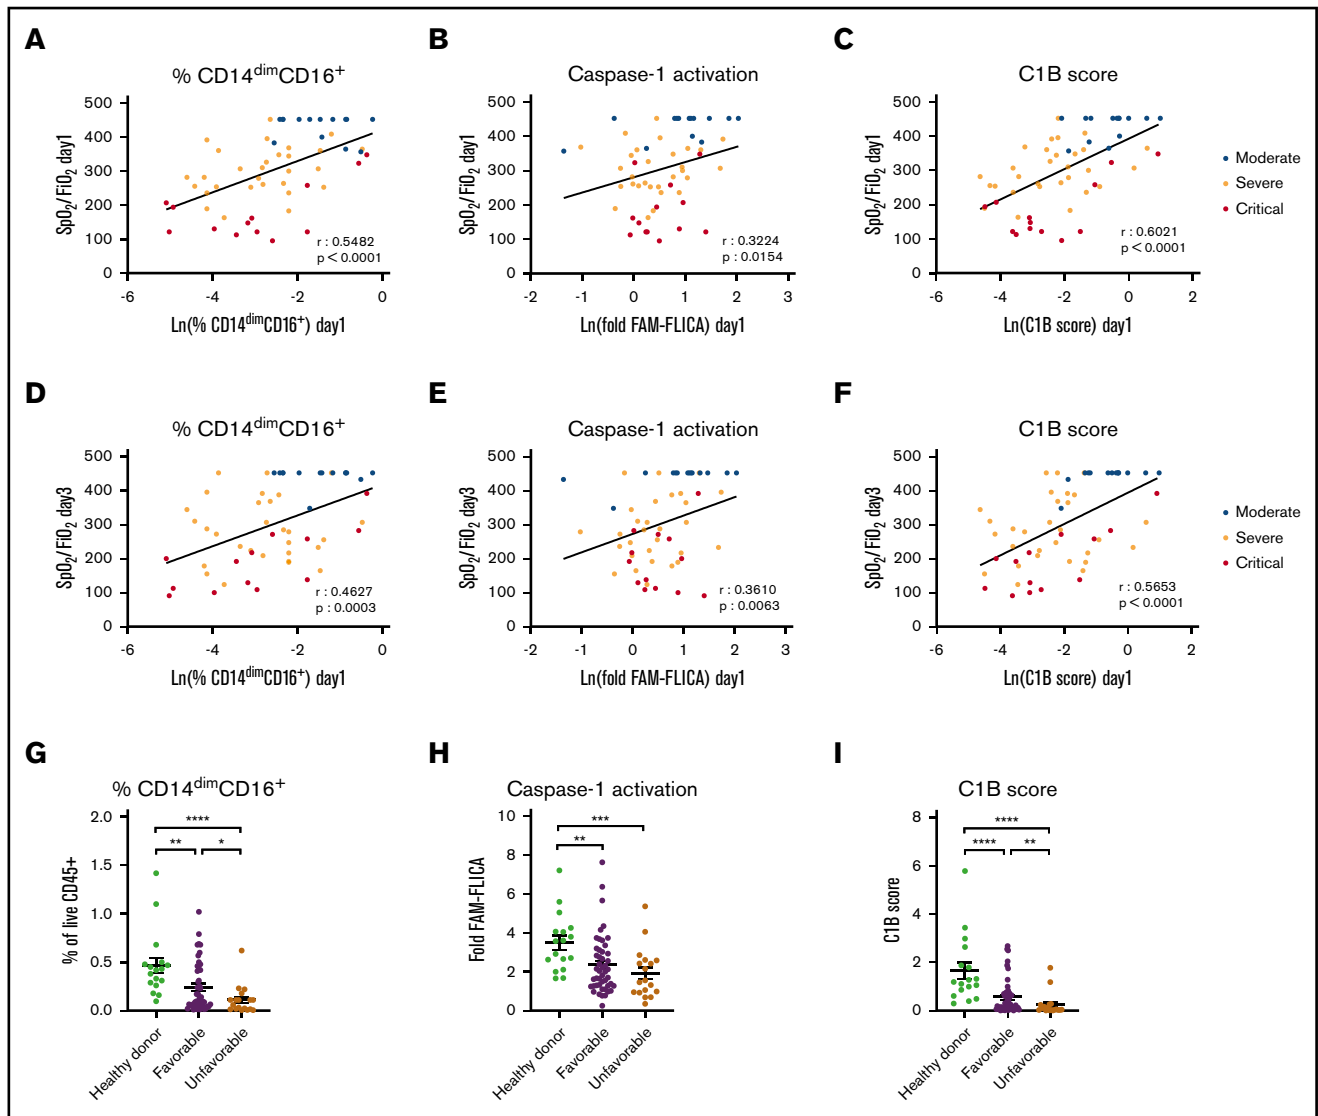 A
% CD14dimCD16+
SpO2/FiO2 day1
500
400
300
200
100
0
r : 0.5482
p < 0.0001
-6
-4
-2
0
Ln(% CD14dimCD16+) day1
B
Caspase-1 activation
SpO2/FiO2 day1
500
400
300
200
100
0
r : 0.3224
p : 0.0154
-2
-1
0
1
2
3
Ln(fold FAM-FLICA) day1
C
C1B score
SpO2/FiO2 day1
500
400
300
200
100
0
r : 0.6021
p < 0.0001
-6
-4
-2
0
2
Ln(C1B score) day1
Moderate
Severe
Critical
D
% CD14dimCD16+
SpO2/FiO2 day3
500
400
300
200
100
0
r : 0.4627
p : 0.0003
-6
-4
-2
0
Ln(% CD14dimCD16+) day1
E
Caspase-1 activation
SpO2/FiO2 day3
500
400
300
200
100
0
r : 0.3610
p : 0.0063
-2
-1
0
1
2
3
Ln(fold FAM-FLICA) day1
F
C1B score
SpO2/FiO2 day3
500
400
300
200
100
0
r : 0.5653
p < 0.0001
-6
-4
-2
0
2
Ln(C1B score) day1
Moderate
Severe
Critical
G
% CD14dimCD16+
% of live CD45+
2.0
1.5
1.0
0.5
0.0
****
**
*
Healthy donor
Favorable
Unfavorable
H
Caspase-1 activation
Fold FAM-FLICA
10
8
6
4
2
0
***
**
Healthy donor
Favorable
Unfavorable
I
C1B score
C1B score
8
6
4
2
0
****
****
**
Healthy donor
Favorable
Unfavorable